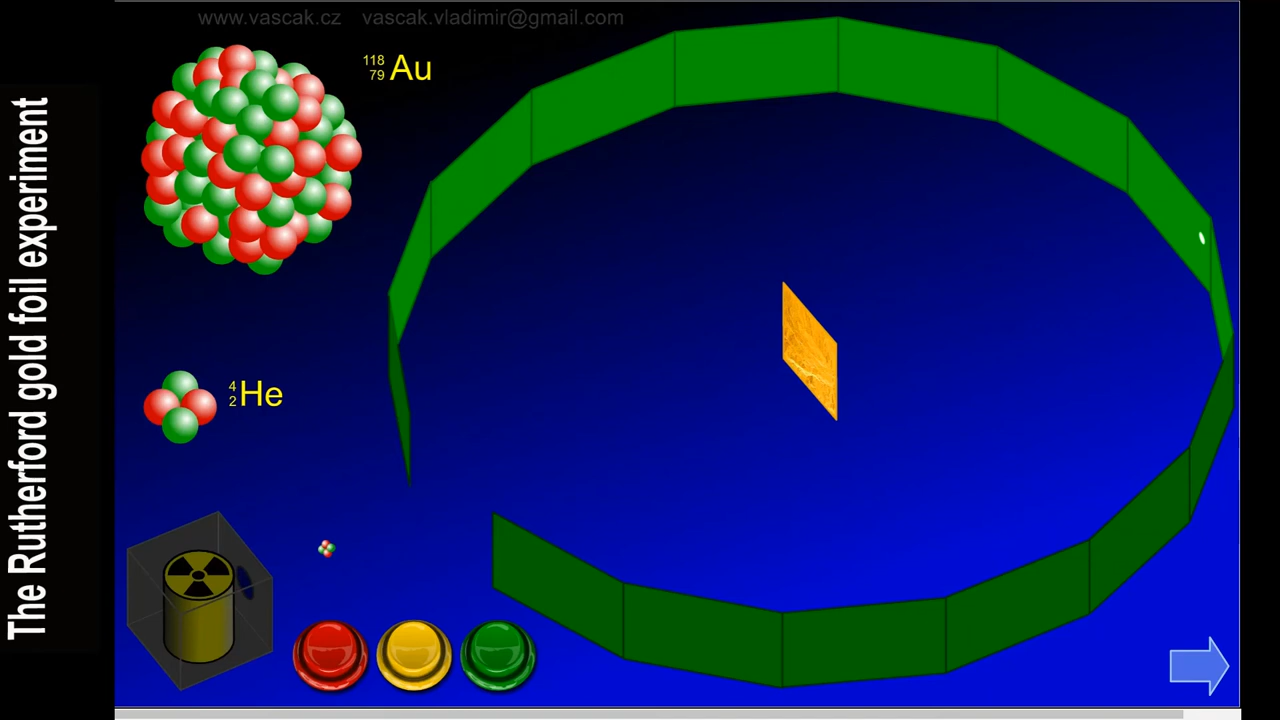 www.vascak.cz vascak.vladimir@gmail.com
The Rutherford gold foil experiment
118
79 Au
4
2 He